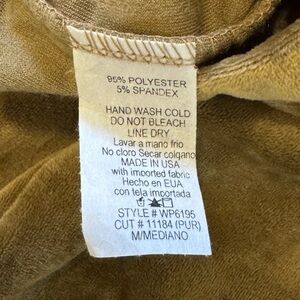 95% POLYESTER
5% SPANDEX
HAND WASH COLD
DO NOT BLEACH
LINE DRY
Lavar a mano frio
No cloro Secar colgano
MADE IN USA
with imported fabric
Hecho en EUA
con tela importada
STYLE # WP6195
CUT # 11184 (PUR)
M/MEDIANO